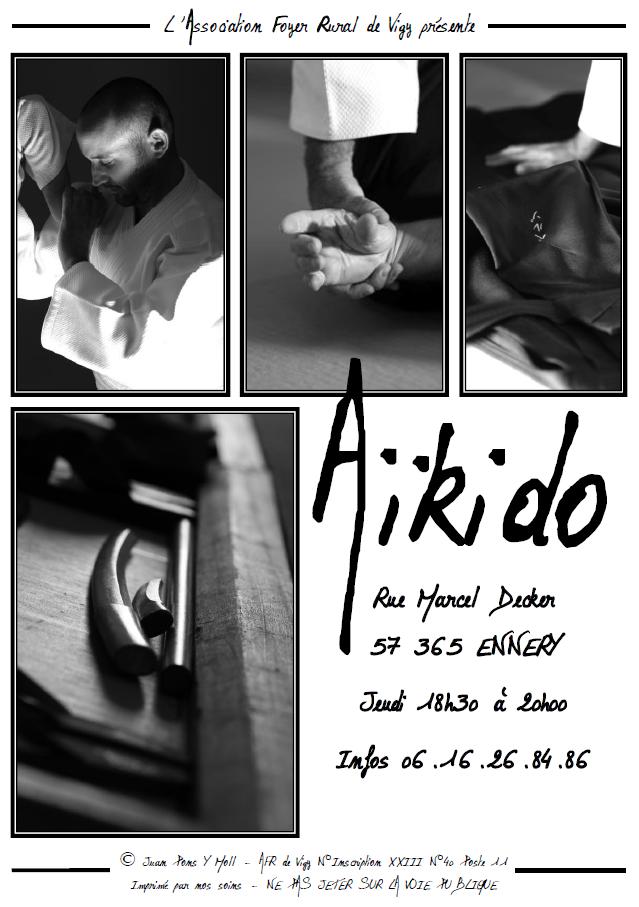 L'Association Foyer Rural de Vigy présente
Aïkido
Rue Marcel Decker
57 365 ENNERY
Jeudi 18h30 à 20h00
Infos 06.16.26.84.86
© Juan Pons Y Moll - AFR de Vigy N°Inscription XXIII N°40 Poste 11
Imprimé par nos soins - NE PAS JETER SUR LA VOIE PUBLIQUE